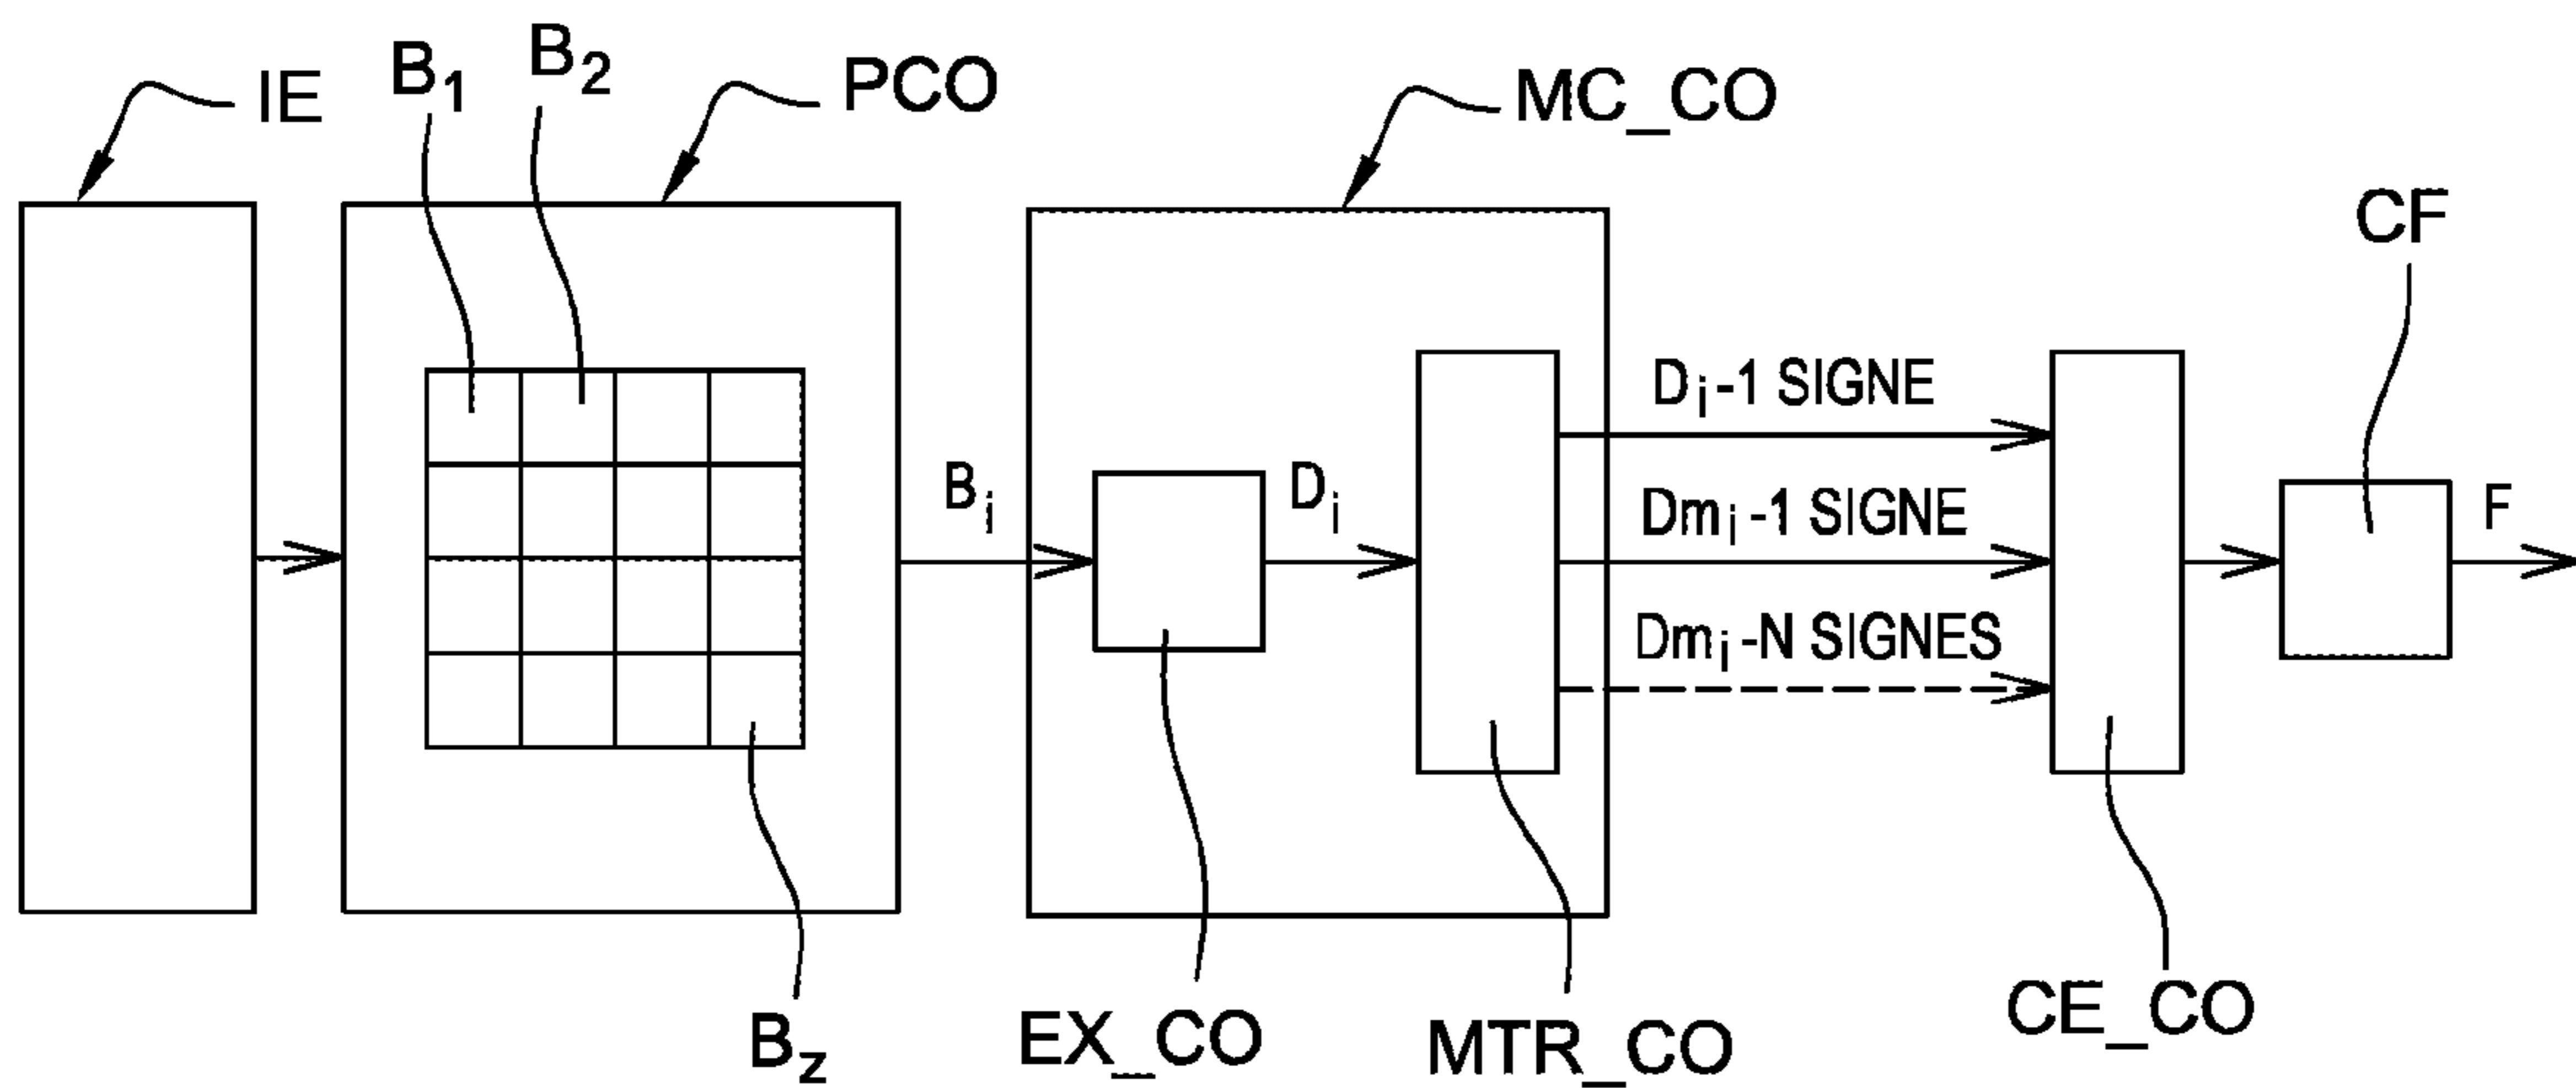 IE
B1
B2
PCO
MC_CO
CF
Bi
Di
Di-1 SIGNE
Dmi-1 SIGNE
Dmi-N SIGNES
F
Bz
EX_CO
MTR_CO
CE_CO